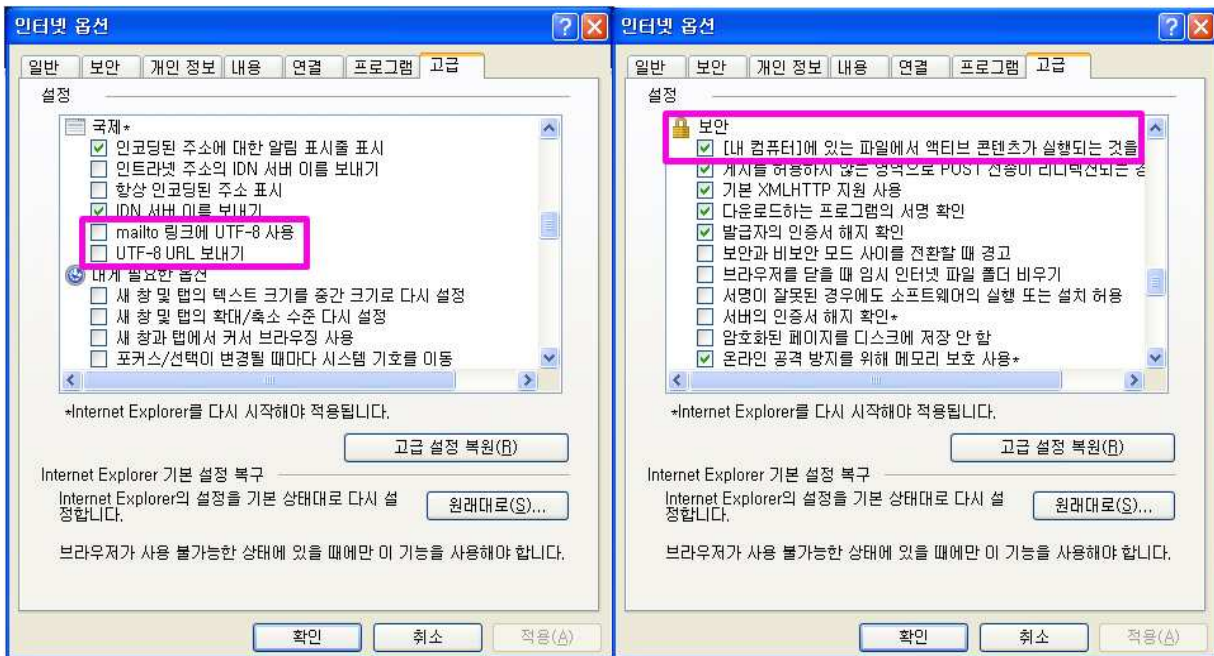 인터넷 옵션
일반 보안 개인 정보 내용 연결 프로그램 고급
설정
국제*
인코딩된 주소에 대한 알림 표시줄 표시
인트라넷 주소의 IDN 서버 이름 보내기
항상 인코딩된 주소 표시
IDN 서버 이름 보내기
mailto 링크에 UTF-8 사용
UTF-8 URL 보내기
내게 필요한 옵션
새 창 및 탭의 텍스트 크기를 중간 크기로 다시 설정
새 창 및 탭의 확대/축소 수준 다시 설정
새 창과 탭에서 커서 브라우징 사용
포커스/선택이 변경될 때마다 시스템 기호를 이동
*Internet Explorer를 다시 시작해야 적용됩니다.
고급 설정 복원(R)
Internet Explorer 기본 설정 복구
Internet Explorer의 설정을 기본 상태대로 다시 설
정합니다.
원래대로(S)...
브라우저가 사용 불가능한 상태에 있을 때에만 이 기능을 사용해야 합니다.
확인 취소 적용(A)
인터넷 옵션
일반 보안 개인 정보 내용 연결 프로그램 고급
설정
보안
[내 컴퓨터]에 있는 파일에서 액티브 콘텐츠가 실행되는 것을
게시를 허용하지 않는 영역으로 POST 전송이 리디렉션되는 경
기본 XMLHTTP 지원 사용
다운로드하는 프로그램의 서명 확인
발급자의 인증서 해지 확인
보안과 비보안 모드 사이를 전환할 때 경고
브라우저를 닫을 때 임시 인터넷 파일 폴더 비우기
서명이 잘못된 경우에도 소프트웨어의 실행 또는 설치 허용
서버의 인증서 해지 확인*
암호화된 페이지를 디스크에 저장 안 함
온라인 공격 방지를 위해 메모리 보호 사용*
*Internet Explorer를 다시 시작해야 적용됩니다.
고급 설정 복원(R)
Internet Explorer 기본 설정 복구
Internet Explorer의 설정을 기본 상태대로 다시 설
정합니다.
원래대로(S)...
브라우저가 사용 불가능한 상태에 있을 때에만 이 기능을 사용해야 합니다.
확인 취소 적용(A)